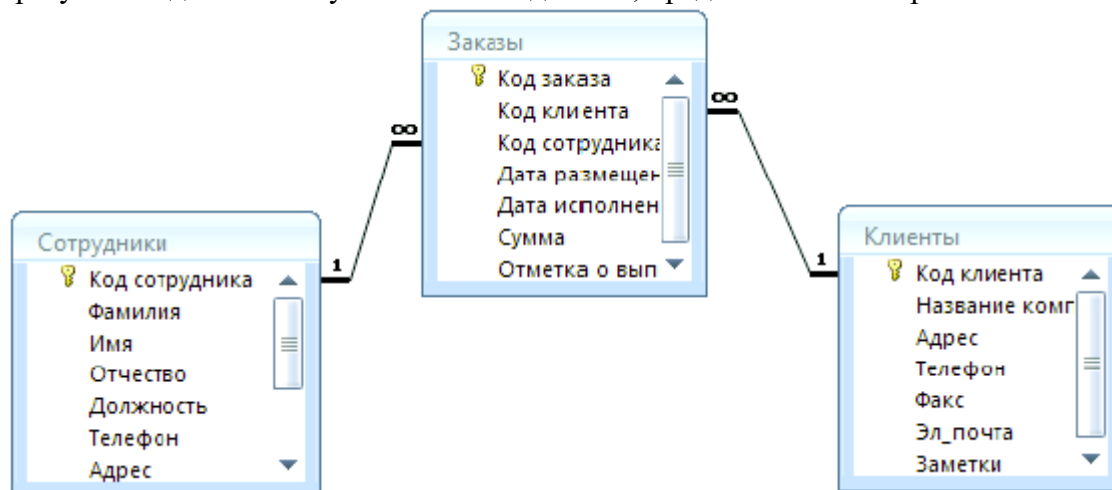 Заказы
Код заказа
Код клиента
Код сотрудника
Дата размещен
Дата исполнен
Сумма
Отметка о вып
∞
∞
Сотрудники
1
Код сотрудника
Фамилия
Имя
Отчество
Должность
Телефон
Адрес
Клиенты
1
Код клиента
Название комп
Адрес
Телефон
Факс
Эл_почта
Заметки